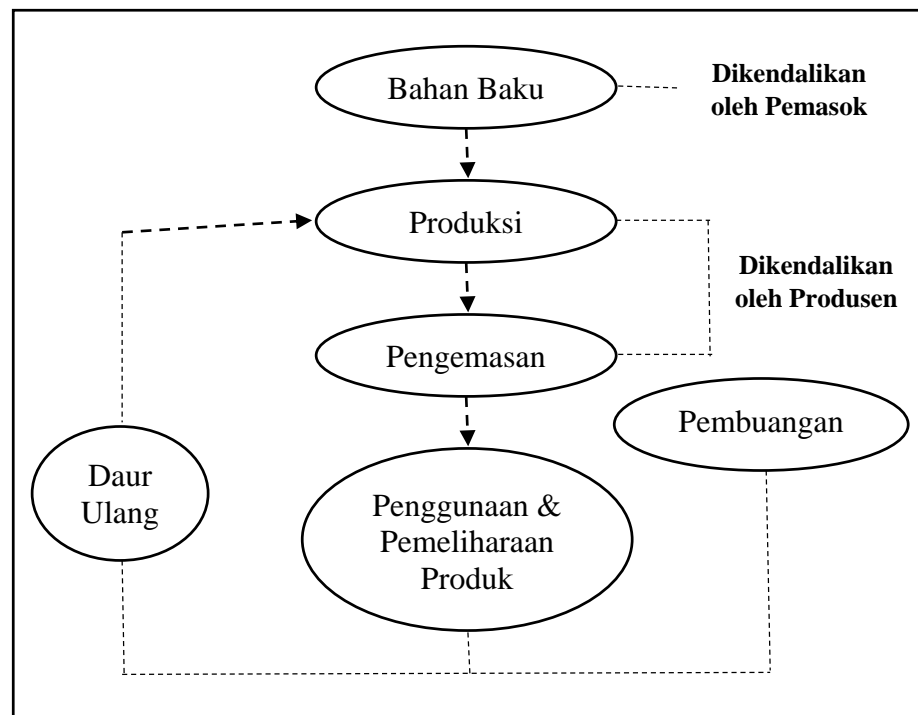 Bahan Baku
Dikendalikan
oleh Pemasok
Produksi
Dikendalikan
oleh Produsen
Pengemasan
Pembuangan
Daur
Ulang
Penggunaan &
Pemeliharaan
Produk